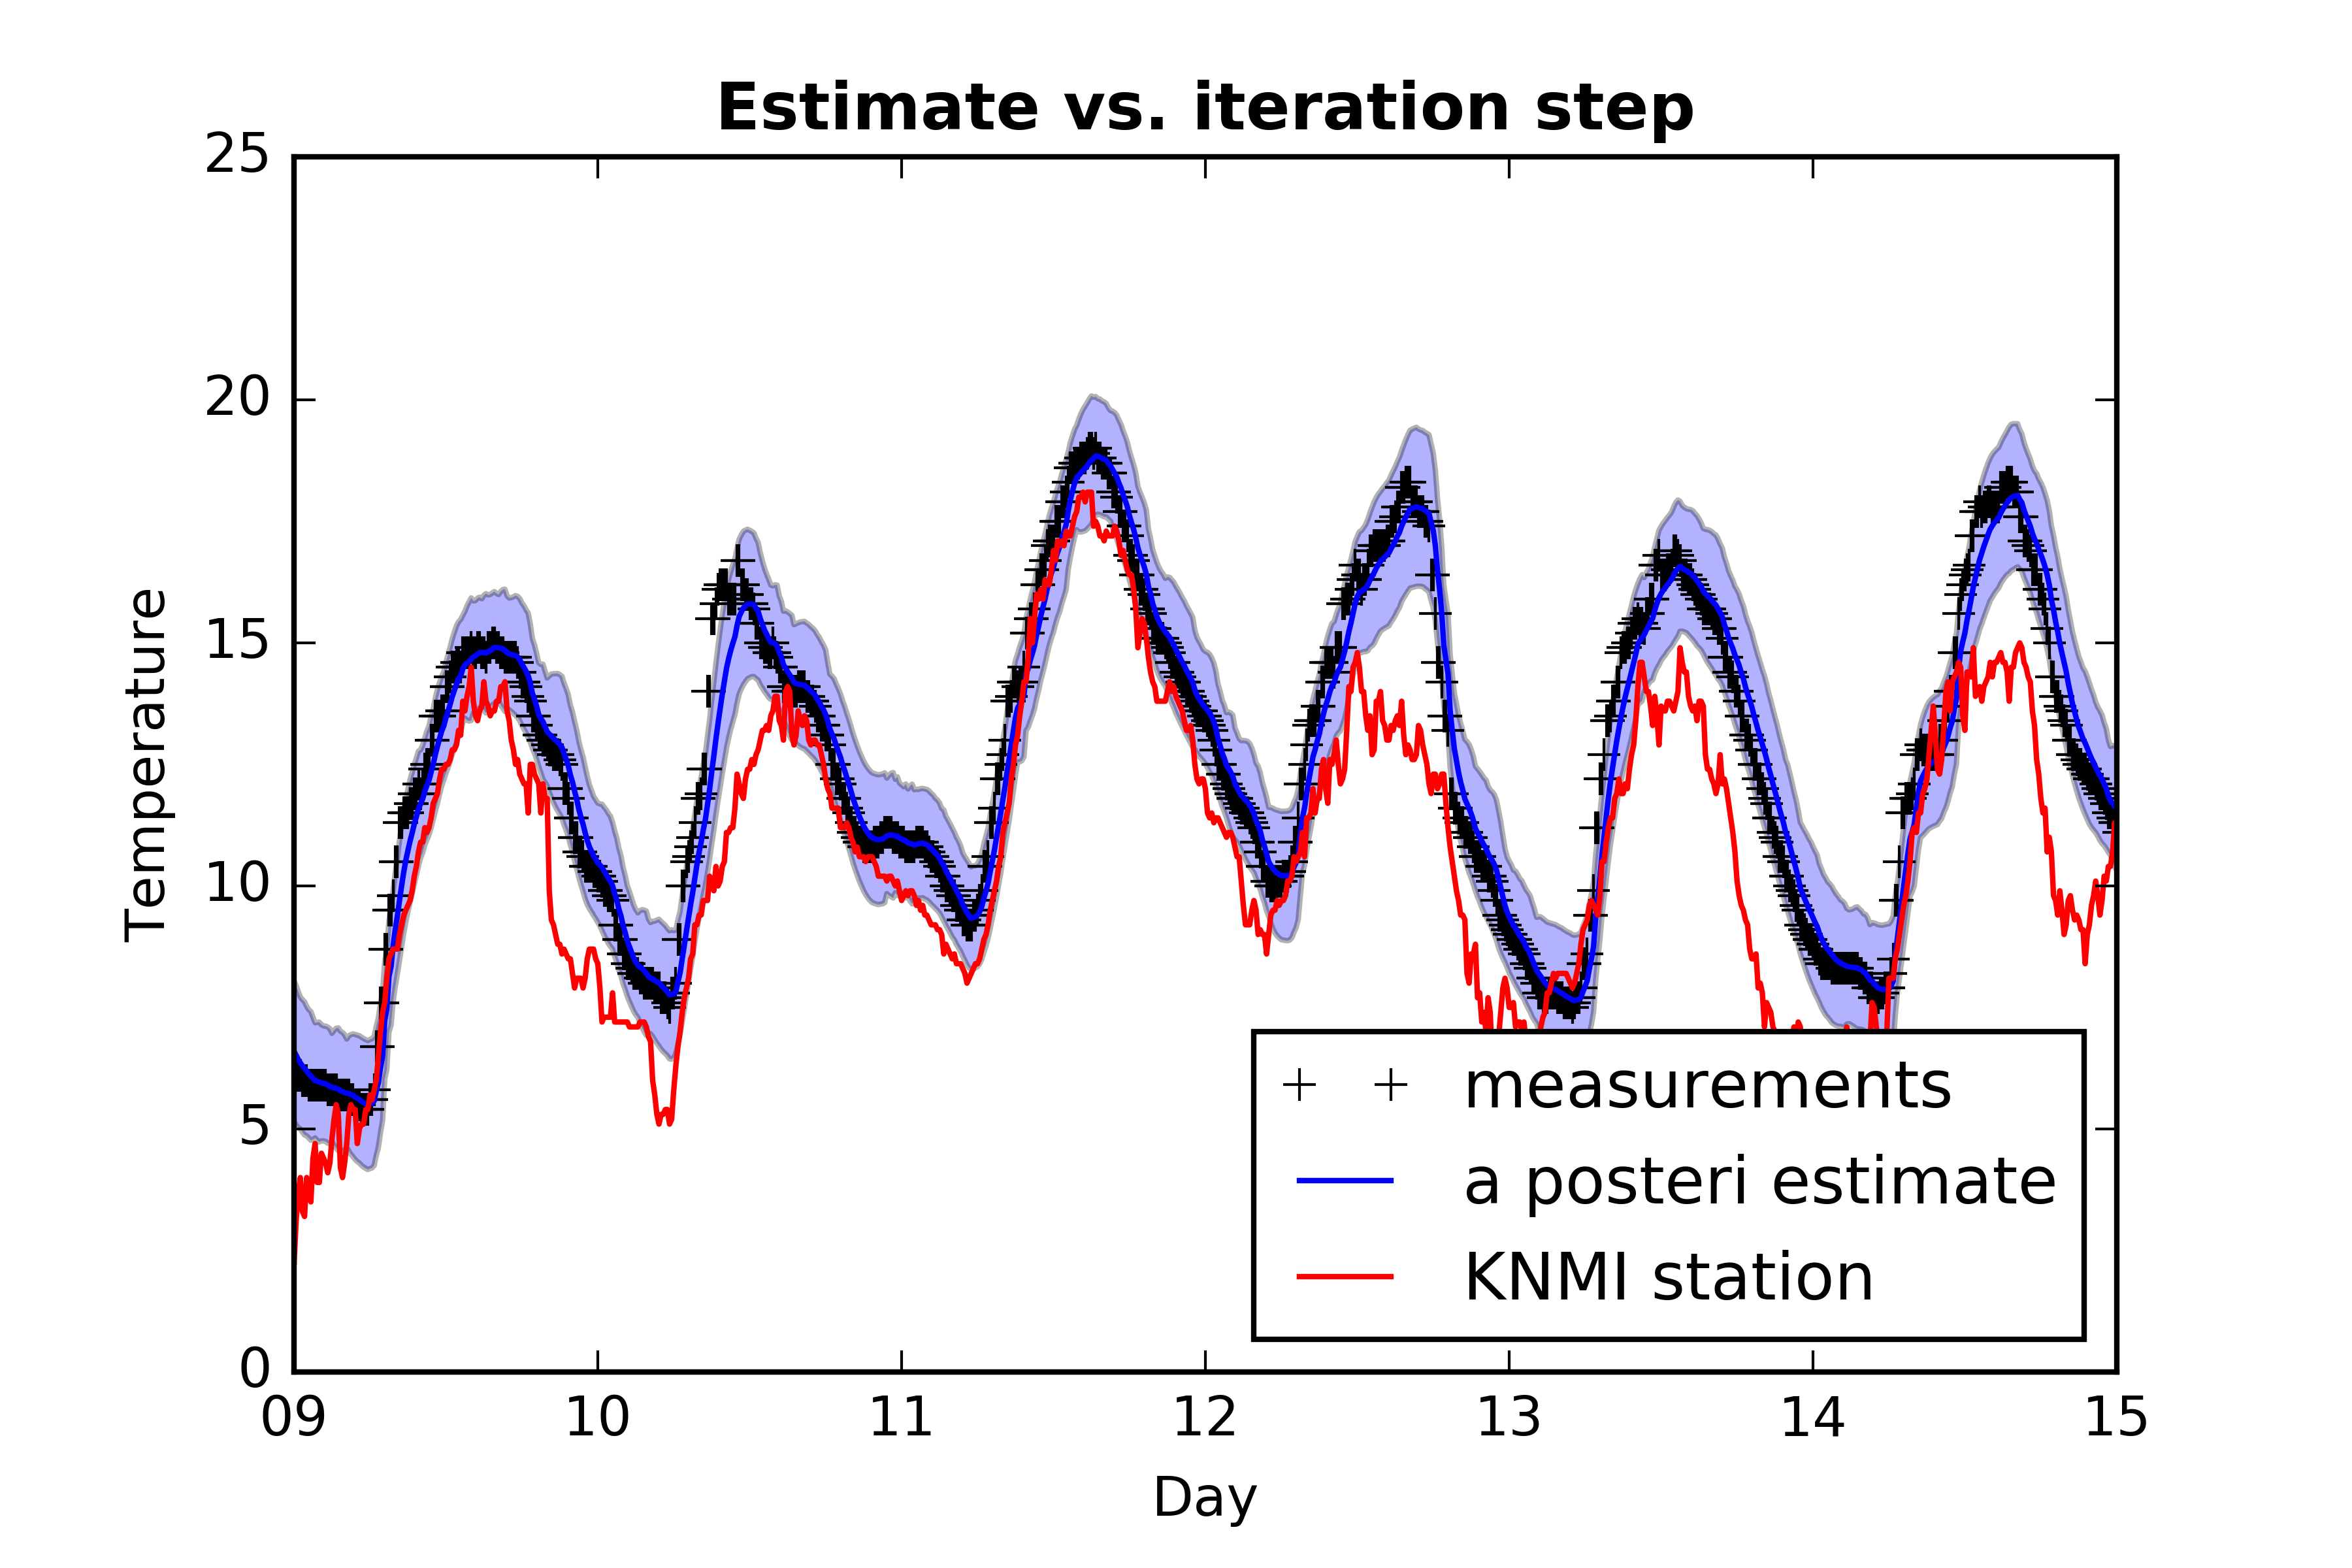 Estimate vs. iteration step
25
20
15
10
5
0
Temperature
09 10 11 12 13 14 15
Day
measurements
a posteri estimate
KNMI station